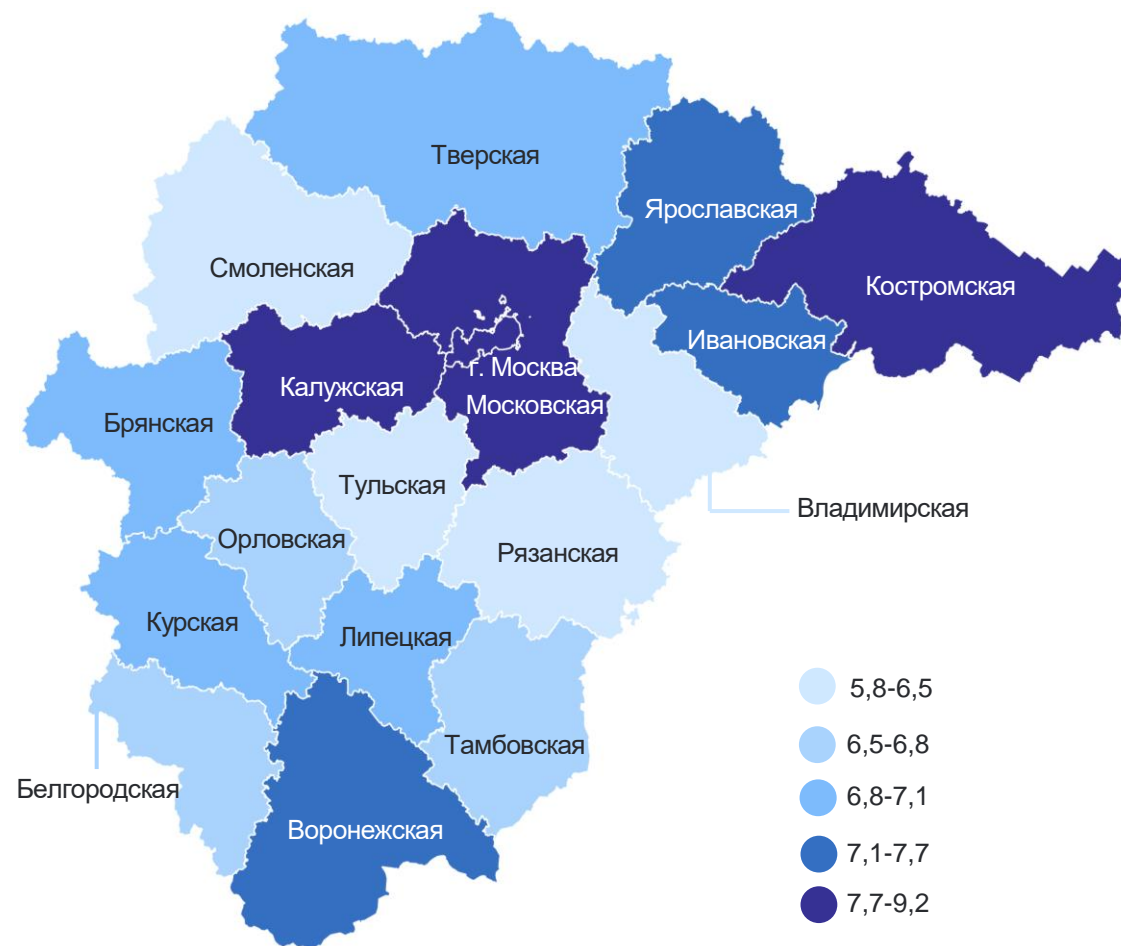 Тверская
Ярославская
Смоленская
Костромская
Ивановская
г. Москва
Калужская
Московская
Брянская
Тульская
Владимирская
Орловская
Рязанская
Курская
Липецкая
5,8-6,5
Тамбовская
6,5-6,8
Белгородская
6,8-7,1
Воронежская
7,1-7,7
7,7-9,2